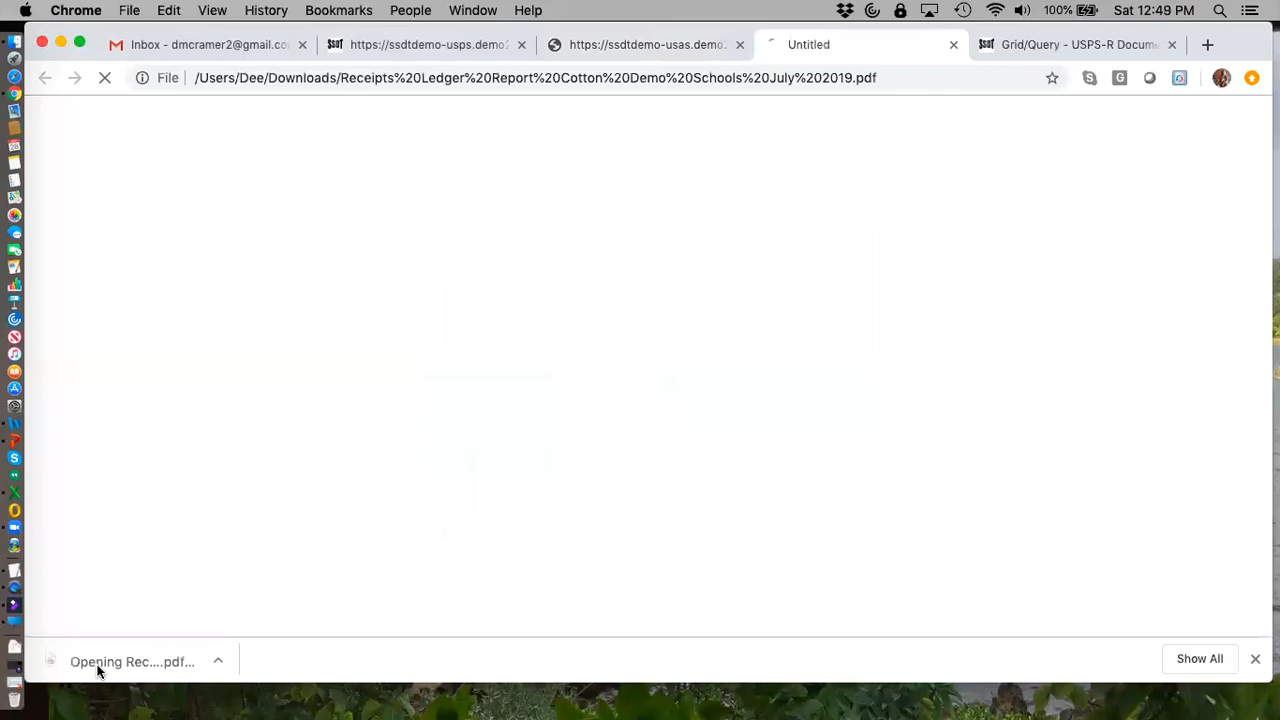 Chrome File Edit View History Bookmarks People Window Help 100% Sat 12:49 PM
Inbox - dmcramer2@gmail.co https://ssdtdemo-usps.demo2 https://ssdtdemo-usas.demo. Untitled Grid/Query - USPS-R Docum
File /Users/Dee/Downloads/Receipts%20Ledger%20Report%20Cotton%20Demo%20Schools%20July%202019.pdf
Opening Rec....pdf... Show All